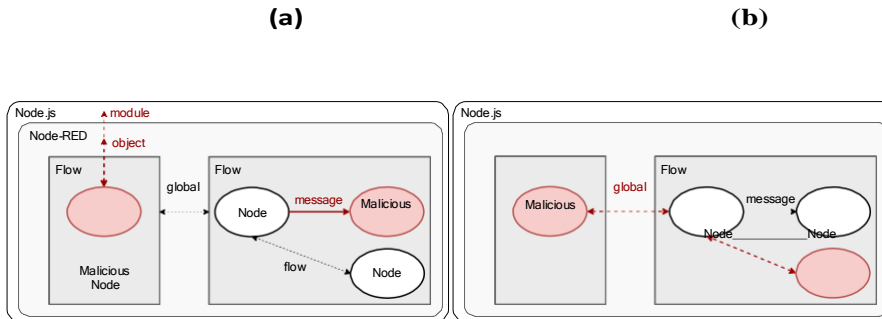 (a)
(b)
Node.js
module
Node-RED
object
Flow
Flow
global
message
Malicious
Node
flow
Node
Malicious
Node
Node.js
Flow
Malicious
global
message
Node
Node